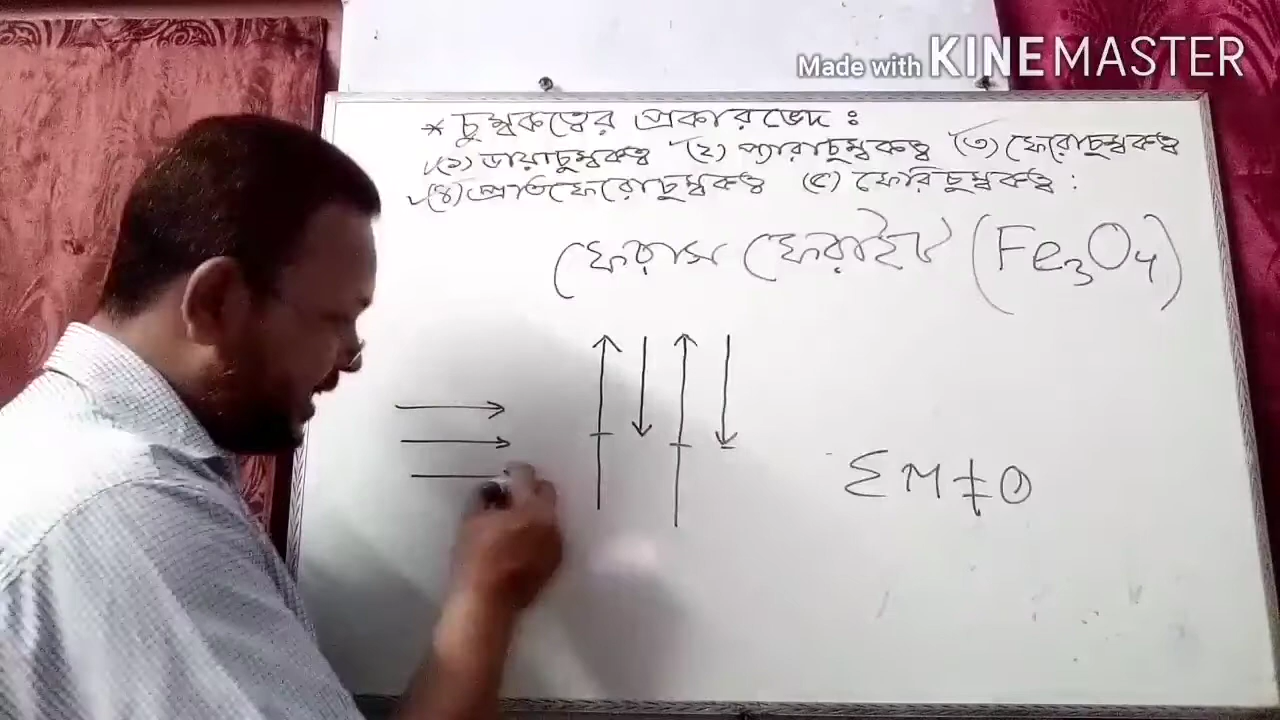 Made with KINEMASTER
* চুম্বকত্বের প্রকারভেদ :
(১) ডায়াচুম্বকত্ব (২) প্যারাচুম্বকত্ব (৩) ফেরোচুম্বকত্ব
(৪) প্রতিফেরোচুম্বকত্ব (৫) ফেরিচুম্বকত্ব :
(ফেরাস ফেরাইট (Fe₃O₄)
ΣM≠0